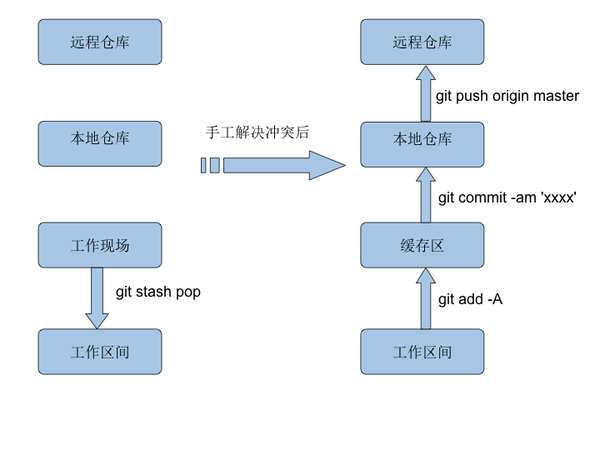 远程仓库
本地仓库
工作现场
git stash pop
工作区间
手工解决冲突后
远程仓库
git push origin master
本地仓库
git commit -am 'xxxx'
缓存区
git add -A
工作区间